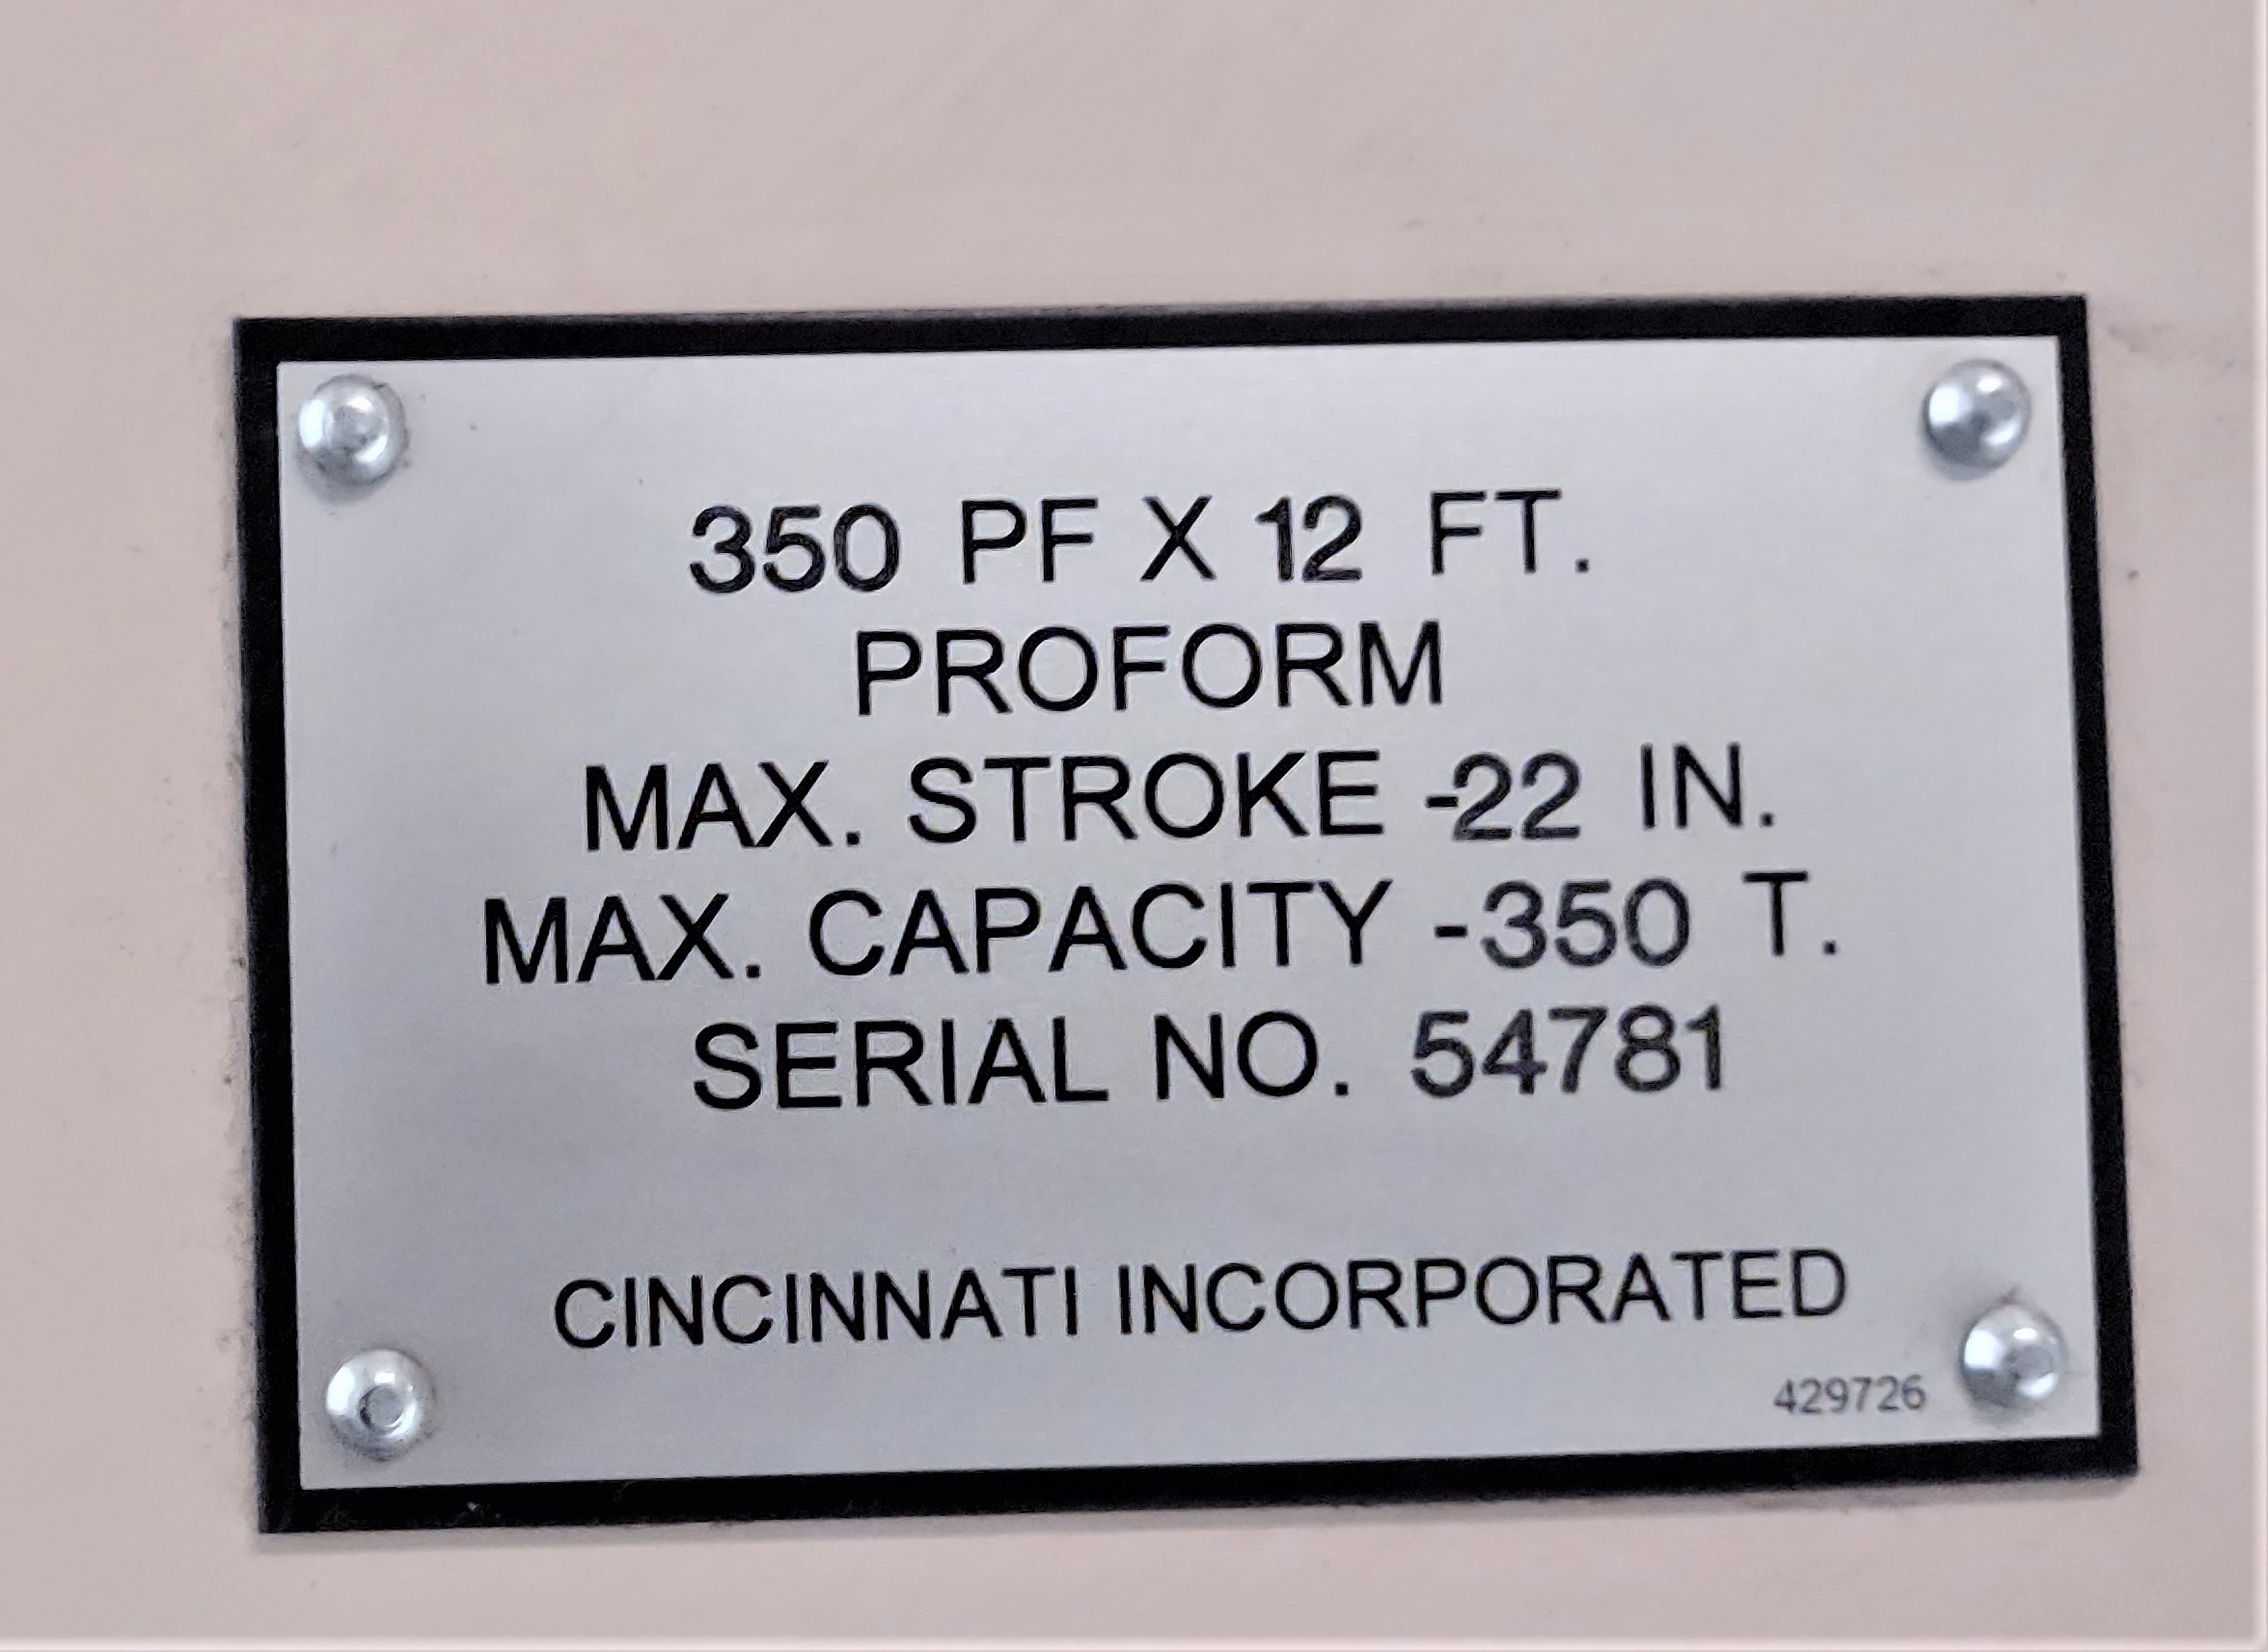 350 PF X 12 FT.
PROFORM
MAX. STROKE -22 IN.
MAX. CAPACITY -350 T.
SERIAL NO. 54781
CINCINNATI INCORPORATED
429726